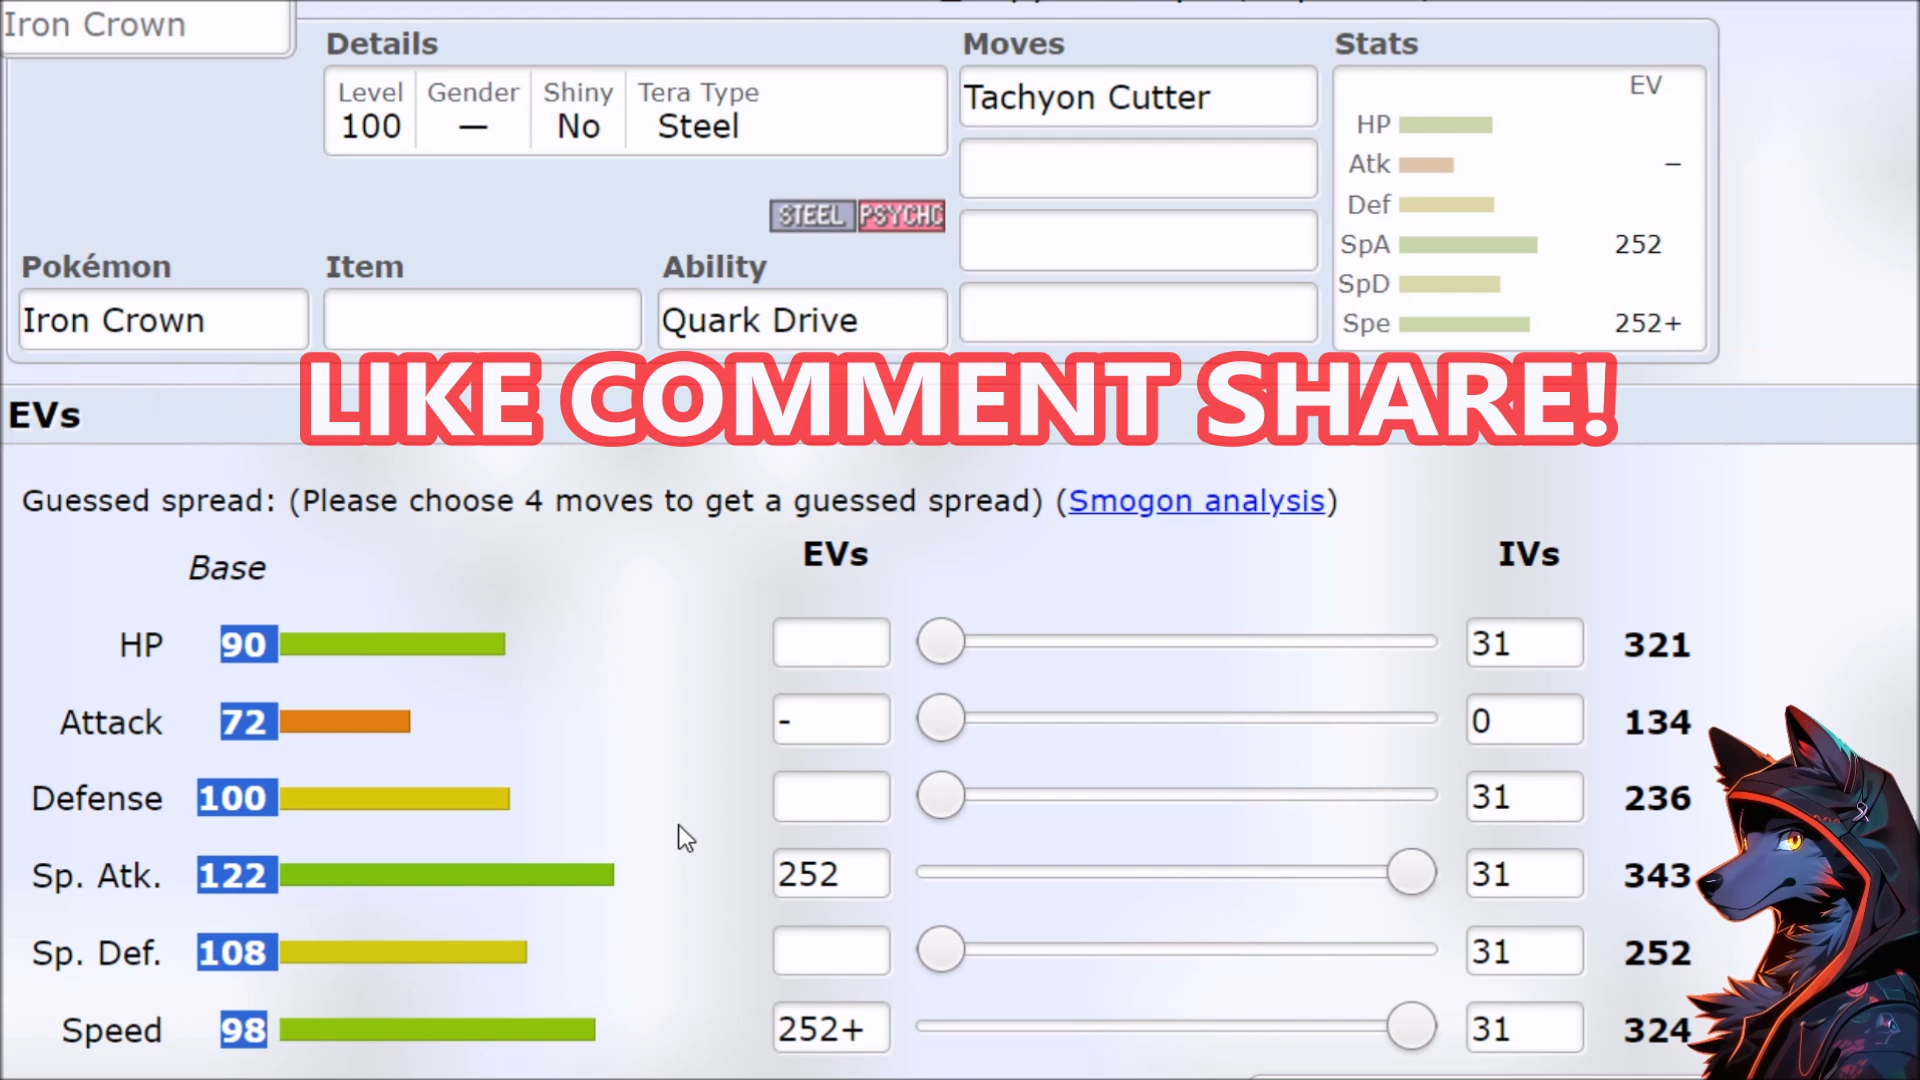 Iron Crown
Details
Moves
Stats
Level Gender Shiny Tera Type
100 — No Steel
Tachyon Cutter
EV
HP
Atk –
Def
SpA 252
SpD
Spe 252+
STEEL PSYCHC
Pokémon Item Ability
Iron Crown Quark Drive
LIKE COMMENT SHARE!
EVs
Guessed spread: (Please choose 4 moves to get a guessed spread) (Smogon analysis)
Base EVs IVs
HP 90 31 321
Attack 72 - 0 134
Defense 100 31 236
Sp. Atk. 122 252 31 343
Sp. Def. 108 31 252
Speed 98 252+ 31 324